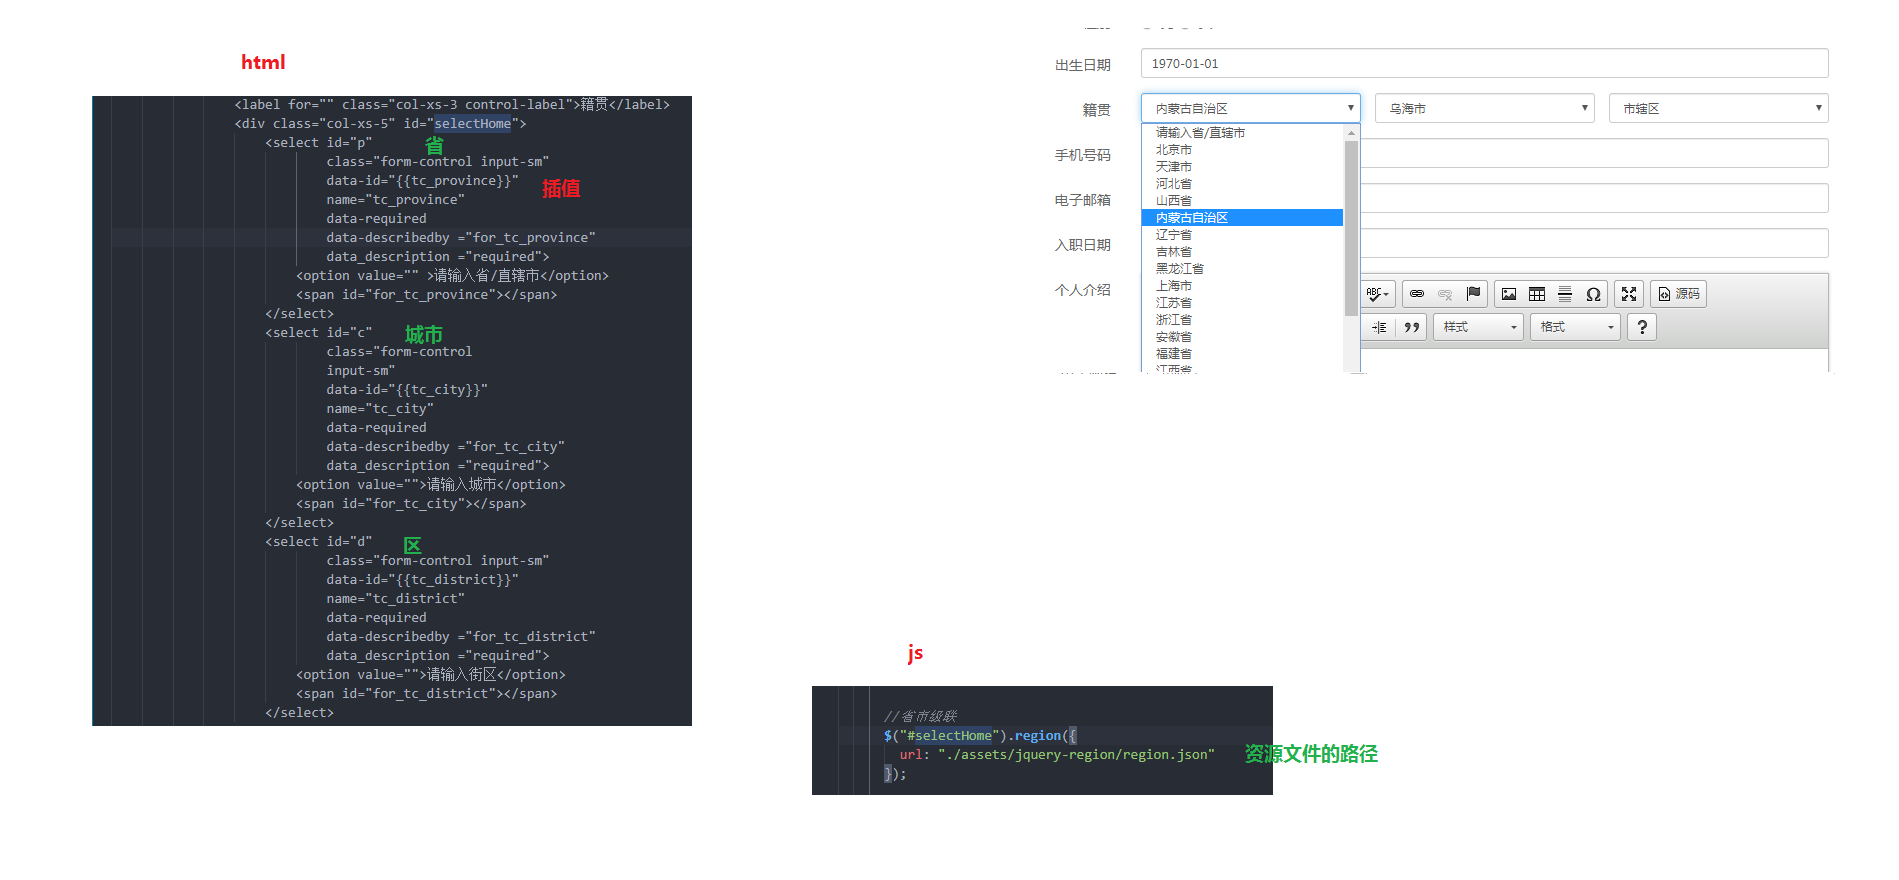 html
<label for="" class="col-xs-3 control-label">籍贯</label>
<div class="col-xs-5" id="selectHome">
<select id="p"
省
class="form-control input-sm"
data-id="{{tc_province}}"
插值
name="tc_province"
data-required
data-describedby ="for_tc_province"
data_description ="required">
<option value="" >请输入省/直辖市</option>
<span id="for_tc_province"></span>
</select>
<select id="c"
城市
class="form-control
input-sm"
data-id="{{tc_city}}"
name="tc_city"
data-required
data-describedby ="for_tc_city"
data_description ="required">
<option value="">请输入城市</option>
<span id="for_tc_city"></span>
</select>
<select id="d"
区
class="form-control input-sm"
data-id="{{tc_district}}"
name="tc_district"
data-required
data-describedby ="for_tc_district"
data_description ="required">
<option value="">请输入街区</option>
<span id="for_tc_district"></span>
</select>
出生日期
1970-01-01
籍贯
内蒙古自治区
乌海市
市辖区
请输入省/直辖市
北京市
天津市
河北省
山西省
内蒙古自治区
辽宁省
吉林省
黑龙江省
上海市
江苏省
浙江省
安徽省
福建省
江西省
手机号码
电子邮箱
入职日期
个人介绍
ABC
Ω
源码
样式
格式
?
js
//省市级联
$("#selectHome").region({
url: "./assets/jquery-region/region.json"
资源文件的路径
});